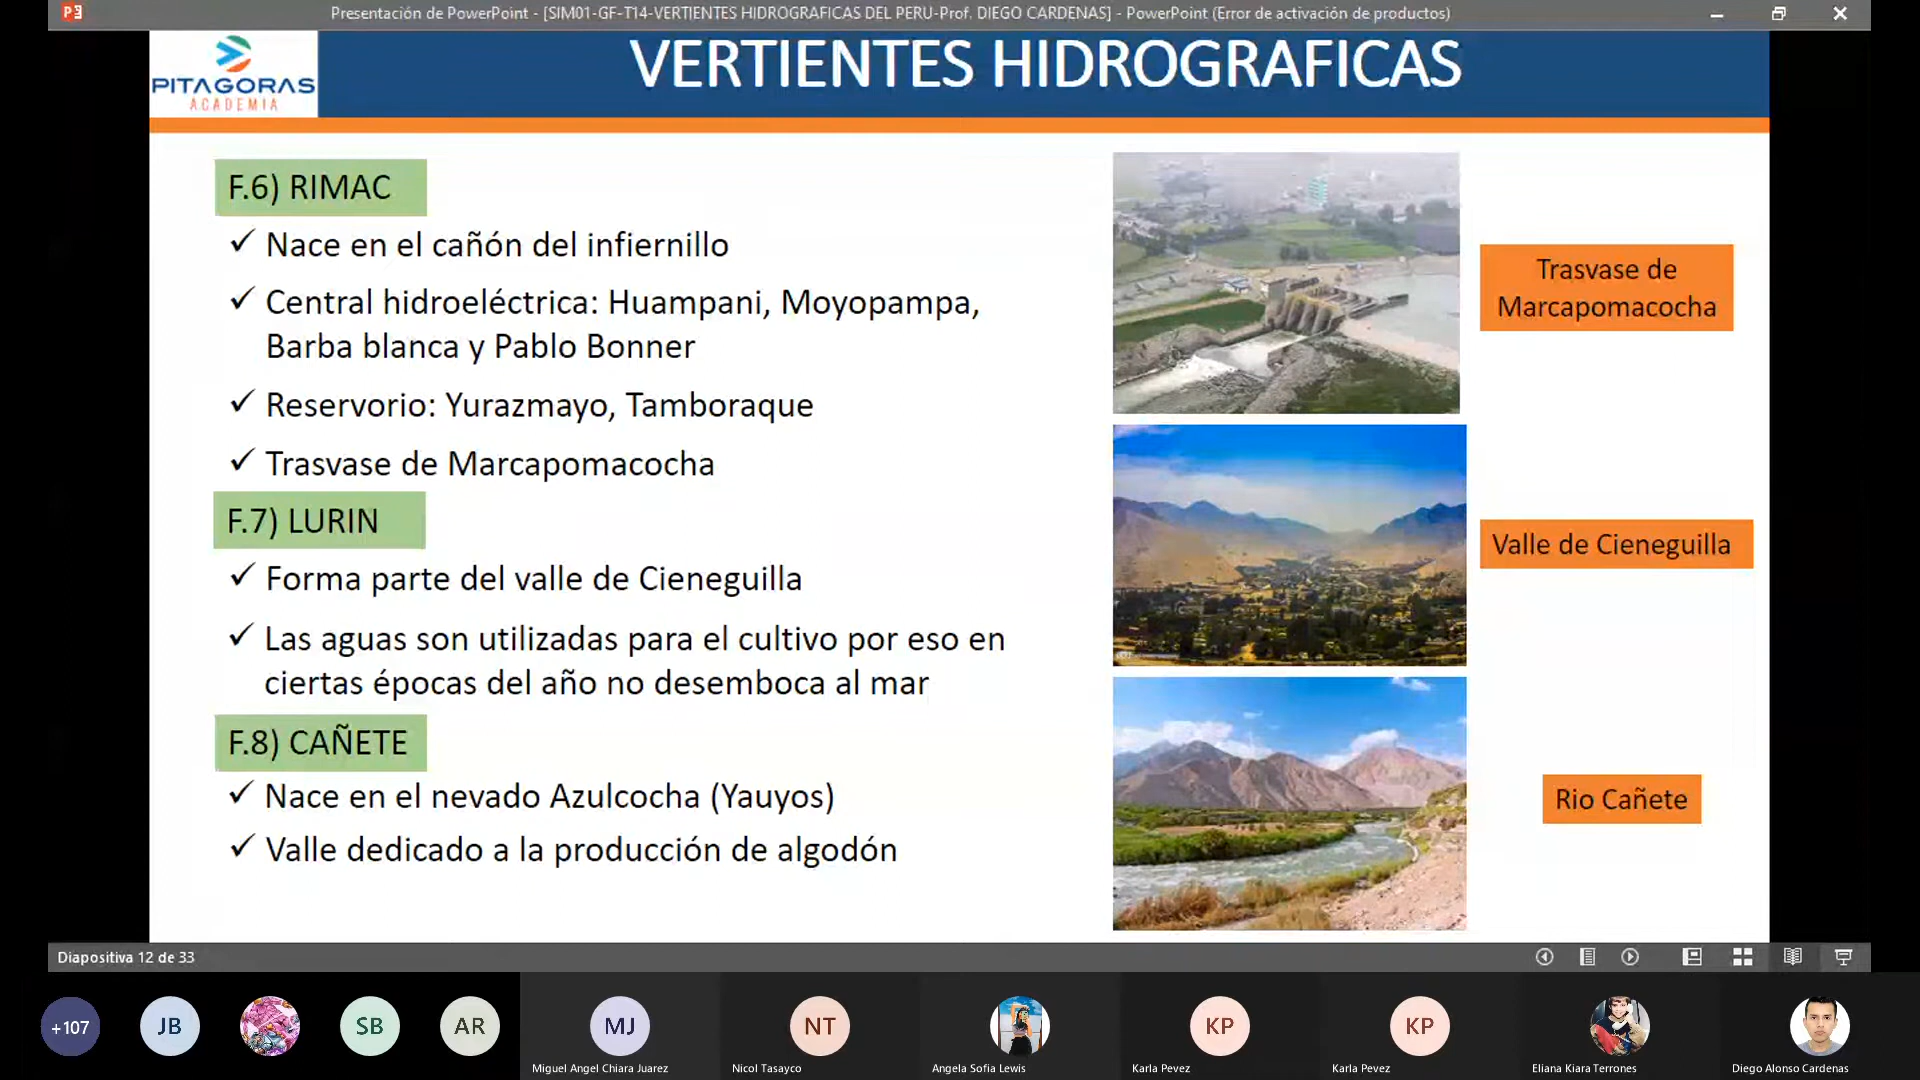 Presentación de PowerPoint - [SIM01-GF-T14-VERTIENTES HIDROGRAFICAS DEL PERU-Prof. DIEGO CARDENAS] - PowerPoint (Error de activación de productos)
PITAGORAS
ACADEMIA
VERTIENTES HIDROGRAFICAS
F.6) RIMAC
✓ Nace en el cañón del infiernillo
✓ Central hidroeléctrica: Huampani, Moyopampa,
Barba blanca y Pablo Bonner
✓ Reservorio: Yurazmayo, Tamboraque
✓ Trasvase de Marcapomacocha
F.7) LURIN
✓ Forma parte del valle de Cieneguilla
✓ Las aguas son utilizadas para el cultivo por eso en
ciertas épocas del año no desemboca al mar
F.8) CAÑETE
✓ Nace en el nevado Azulcocha (Yauyos)
✓ Valle dedicado a la producción de algodón
Trasvase de
Marcapomacocha
Valle de Cieneguilla
Rio Cañete
Diapositiva 12 de 33
+107
JB
SB
AR
MJ
NT
KP
KP
Miguel Angel Chiara Juarez
Nicol Tasayco
Angela Sofia Lewis
Karla Pevez
Karla Pevez
Eliana Kiara Terrones
Diego Alonso Cardenas